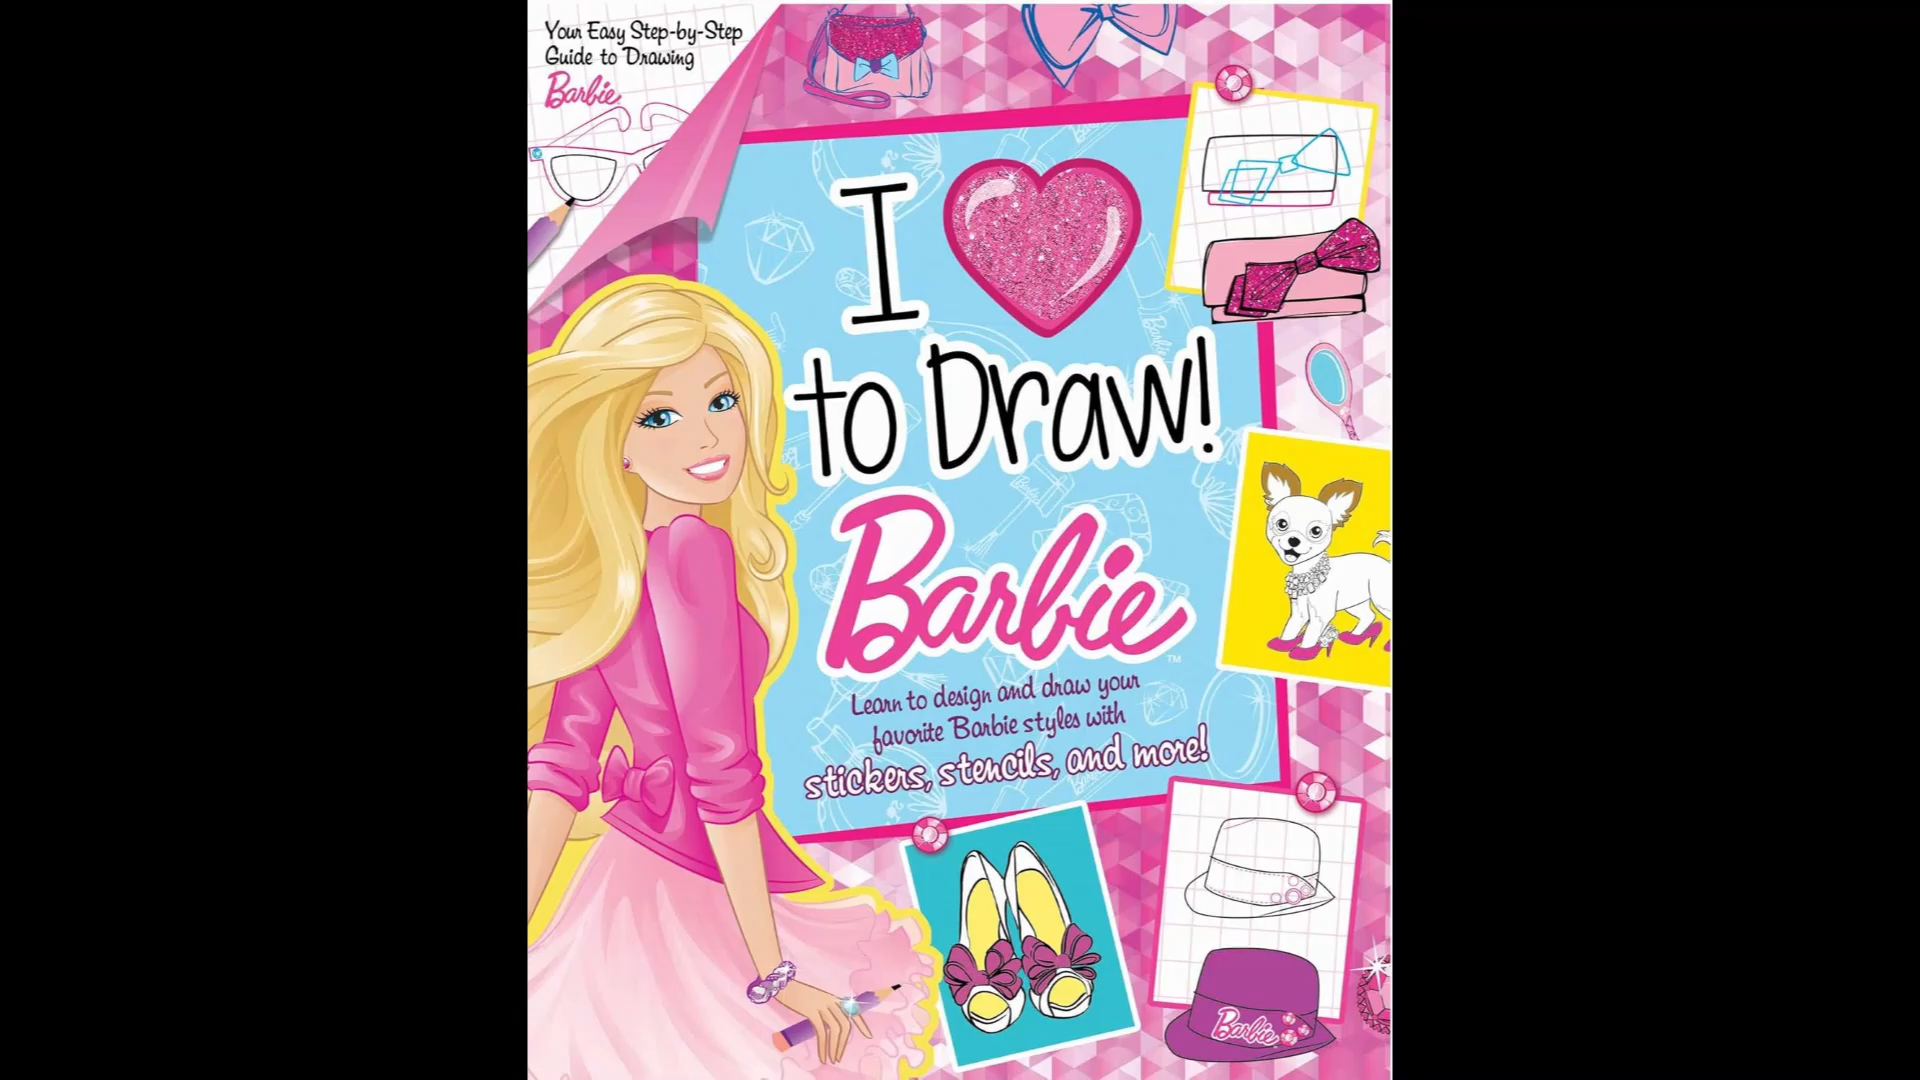 Your Easy Step-by-Step
Guide to Drawing
Barbie
I
to Draw!
Barbie™
Learn to design and draw your
favorite Barbie styles with
stickers, stencils, and more!
Barbie